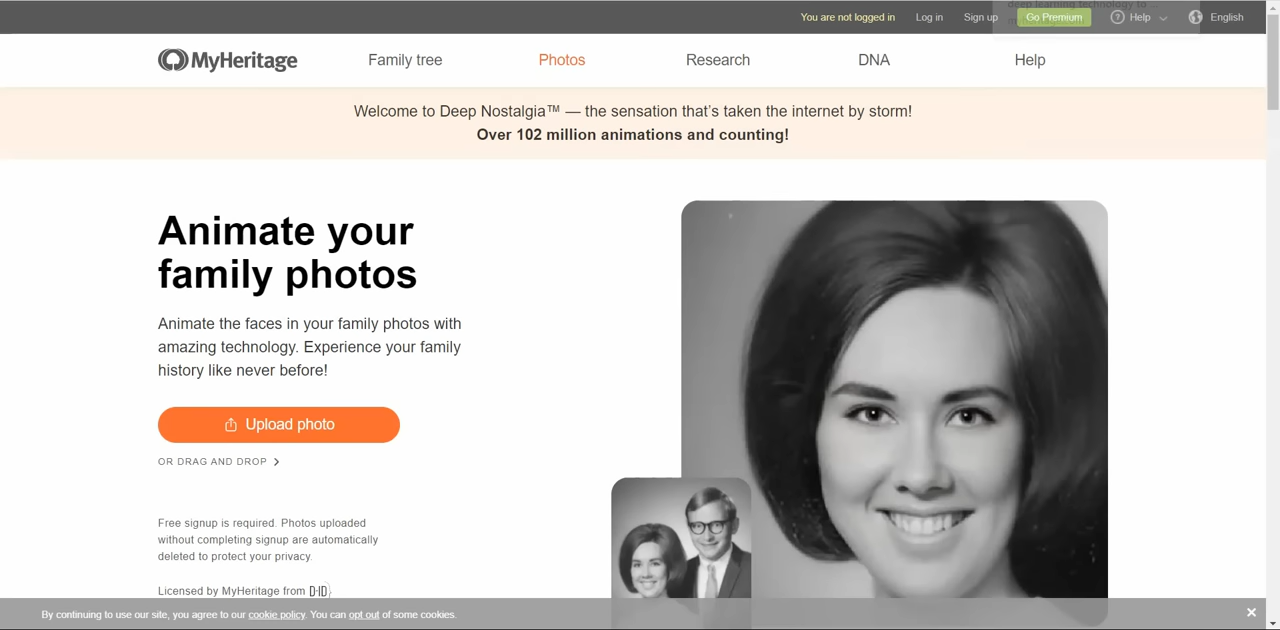 You are not logged in Log in Sign up Go Premium Help English
MyHeritage Family tree Photos Research DNA Help
Welcome to Deep Nostalgia™ — the sensation that's taken the internet by storm!
Over 102 million animations and counting!
Animate your
family photos
Animate the faces in your family photos with
amazing technology. Experience your family
history like never before!
Upload photo
OR DRAG AND DROP
Free signup is required. Photos uploaded
without completing signup are automatically
deleted to protect your privacy.
Licensed by MyHeritage from D-ID
By continuing to use our site, you agree to our cookie policy. You can opt out of some cookies.